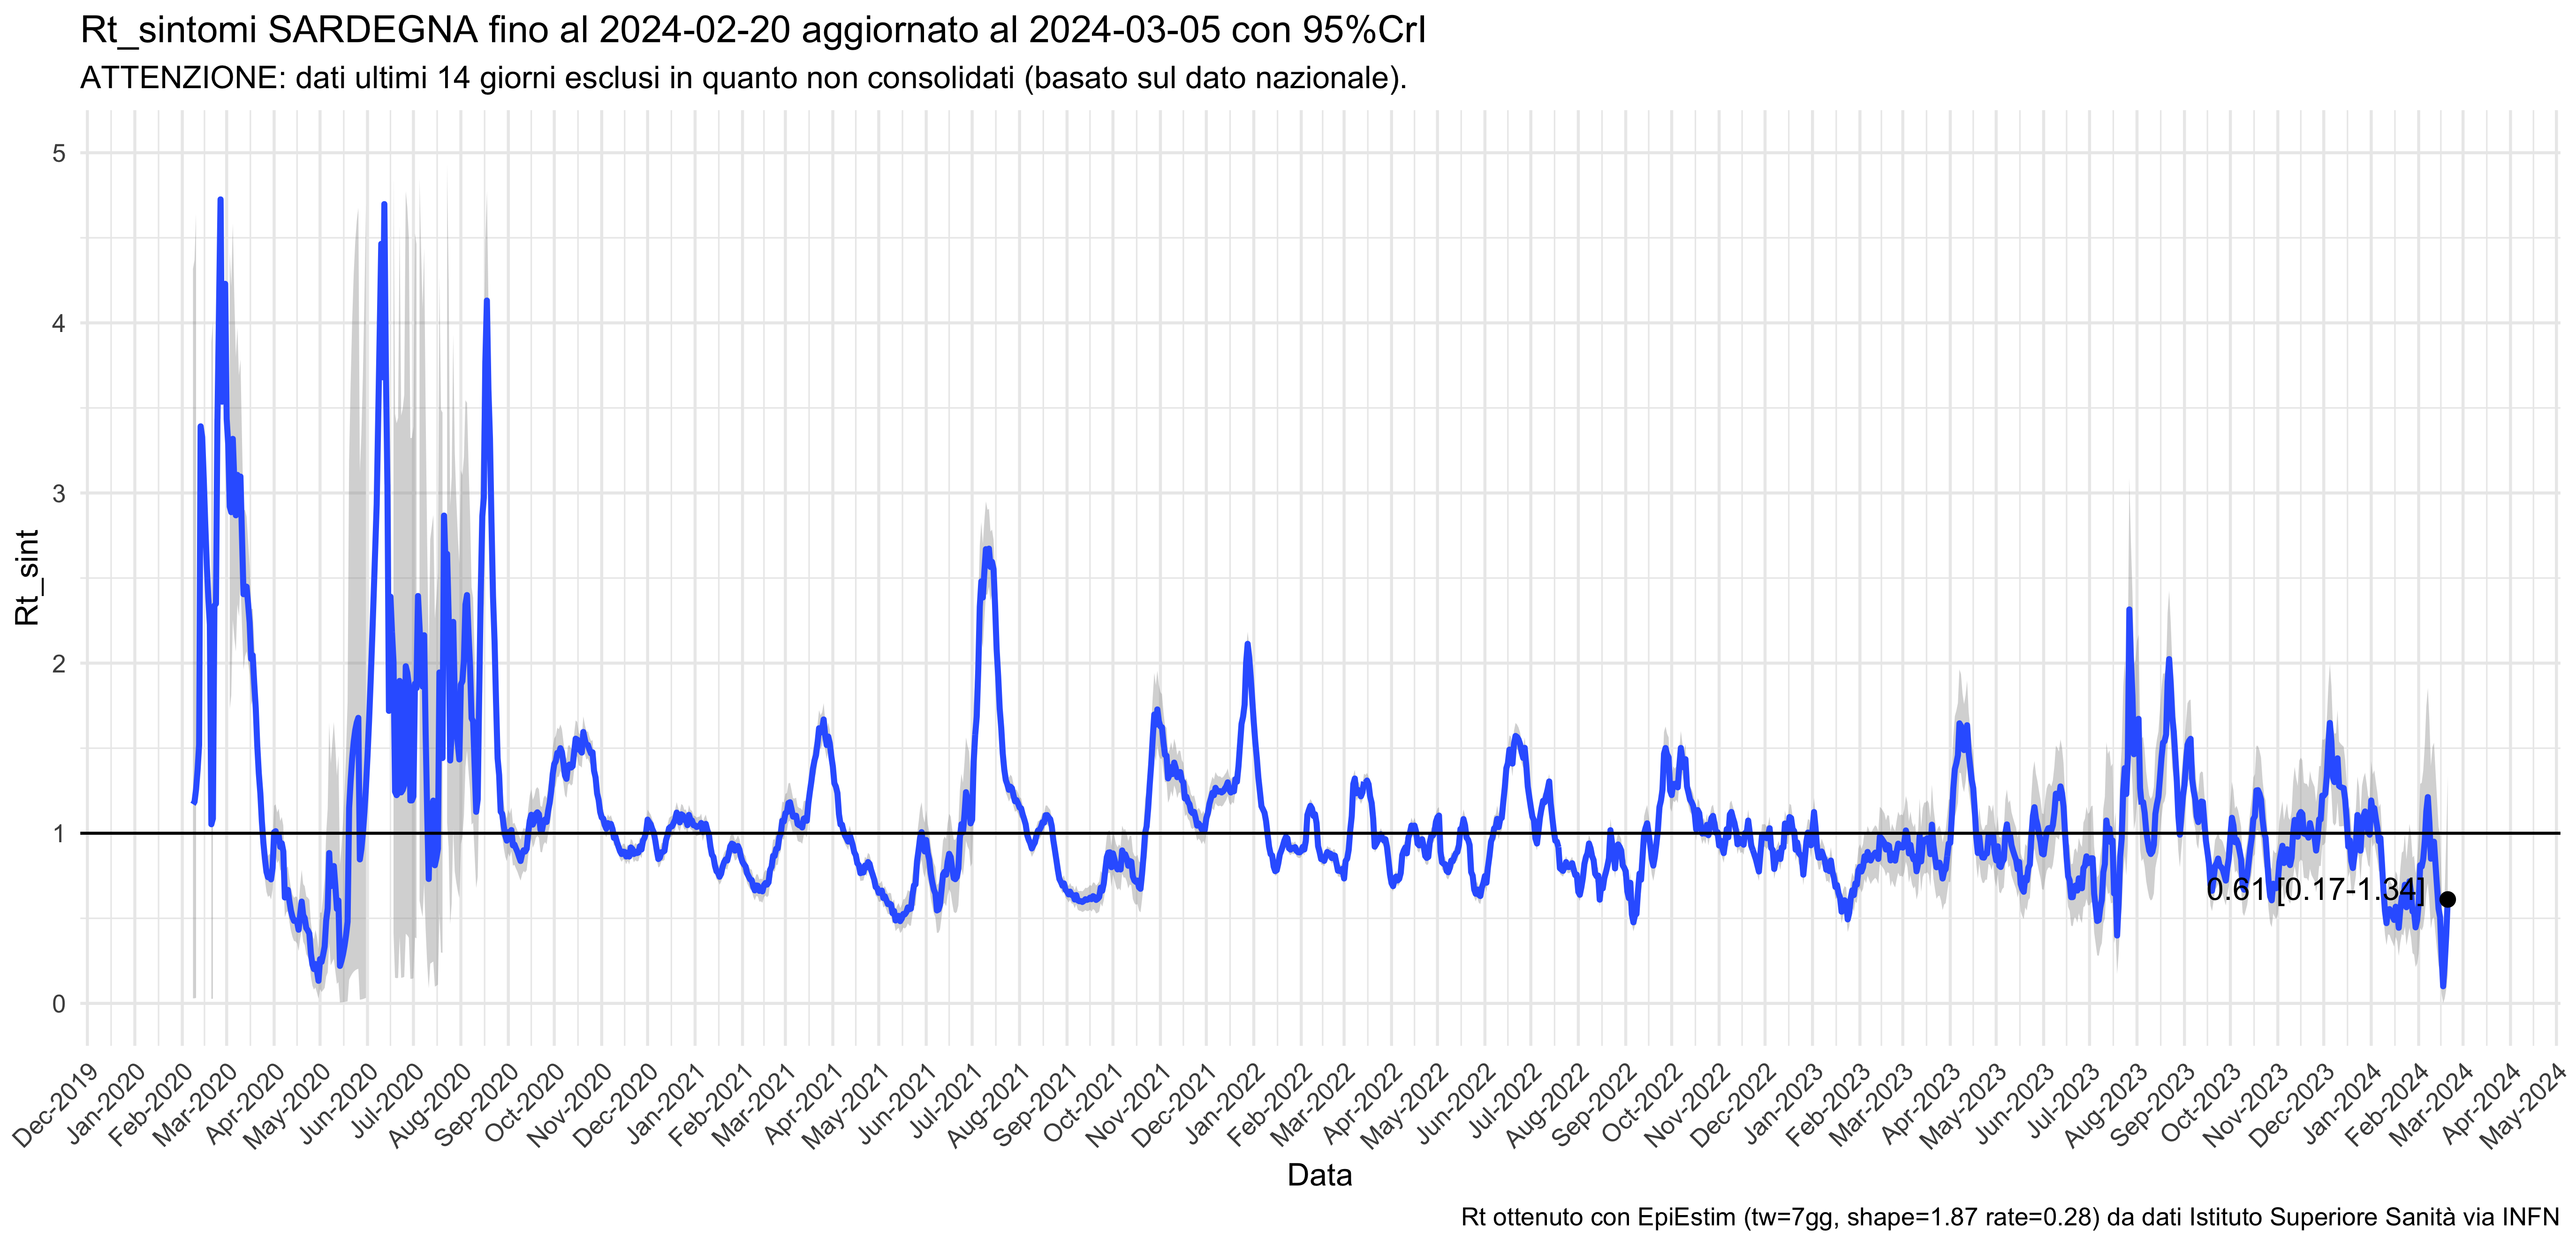 Rt_sintomi SARDEGNA fino al 2024-02-20 aggiornato al 2024-03-05 con 95%CrI
ATTENZIONE: dati ultimi 14 giorni esclusi in quanto non consolidati (basato sul dato nazionale).
Rt_sint
5
4
3
2
1
0
0.61 [0.17-1.34]
Dec-2019
Jan-2020
Feb-2020
Mar-2020
Apr-2020
May-2020
Jun-2020
Jul-2020
Aug-2020
Sep-2020
Oct-2020
Nov-2020
Dec-2020
Jan-2021
Feb-2021
Mar-2021
Apr-2021
May-2021
Jun-2021
Jul-2021
Aug-2021
Sep-2021
Oct-2021
Nov-2021
Dec-2021
Jan-2022
Feb-2022
Mar-2022
Apr-2022
May-2022
Jun-2022
Jul-2022
Aug-2022
Sep-2022
Oct-2022
Nov-2022
Dec-2022
Jan-2023
Feb-2023
Mar-2023
Apr-2023
May-2023
Jun-2023
Jul-2023
Aug-2023
Sep-2023
Oct-2023
Nov-2023
Dec-2023
Jan-2024
Feb-2024
Mar-2024
Apr-2024
May-2024
Data
Rt ottenuto con EpiEstim (tw=7gg, shape=1.87 rate=0.28) da dati Istituto Superiore Sanità via INFN